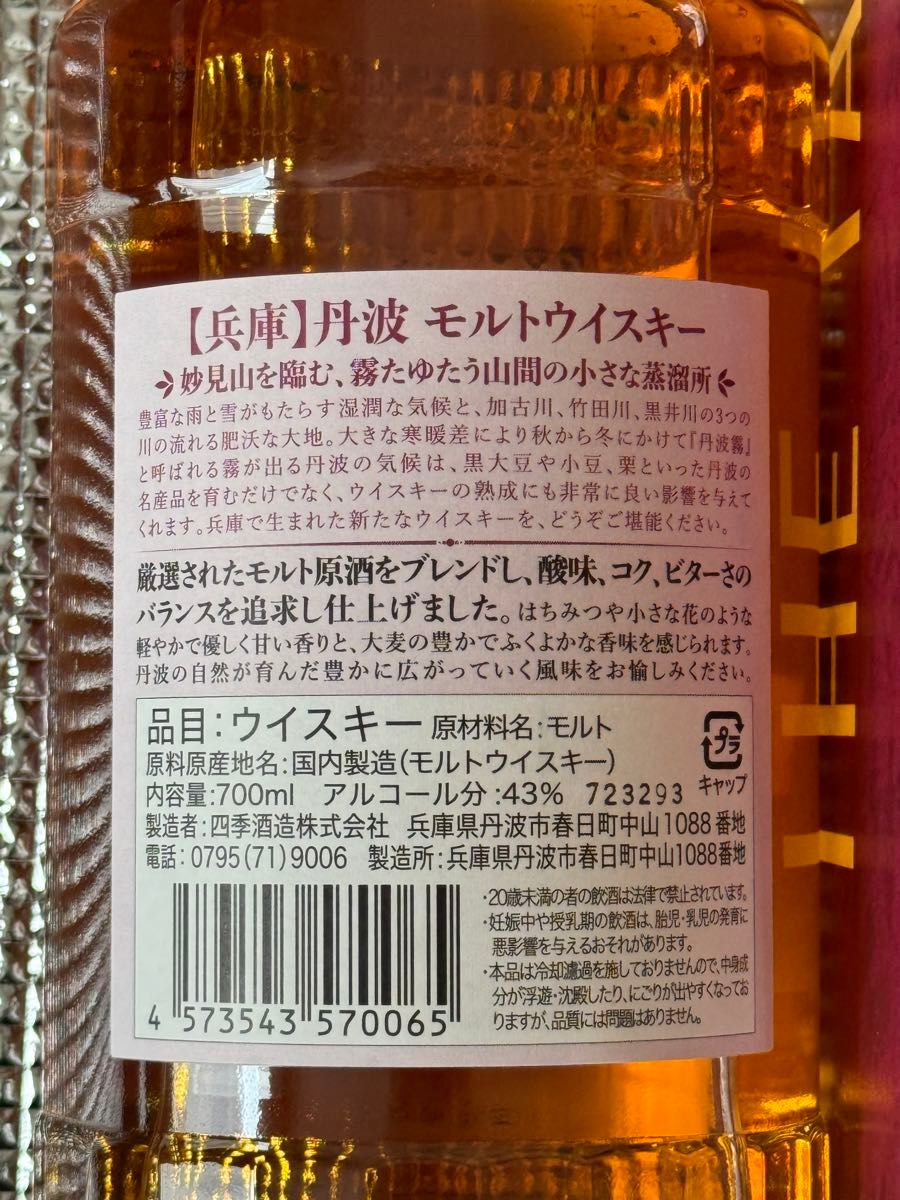 【兵庫】丹波 モルトウイスキー
妙見山を臨む、霧たゆたう山間の小さな蒸溜所
豊富な雨と雪がもたらす湿潤な気候と、加古川、竹田川、黒井川の3つの
川の流れる肥沃な大地。大きな寒暖差により秋から冬にかけて『丹波霧』
と呼ばれる霧が出る丹波の気候は、黒大豆や小豆、栗といった丹波の
名産品を育むだけでなく、ウイスキーの熟成にも非常に良い影響を与えて
くれます。兵庫で生まれた新たなウイスキーを、どうぞご堪能ください。
厳選されたモルト原酒をブレンドし、酸味、コク、ビターさの
バランスを追求し仕上げました。はちみつや小さな花のような
軽やかで優しく甘い香りと、大麦の豊かでふくよかな香味を感じられます。
丹波の自然が育んだ豊かに広がっていく風味をお愉しみください。
品目:ウイスキー 原材料名:モルト
原料原産地名:国内製造(モルトウイスキー)
内容量:700ml アルコール分:43% 723293
プラ
キャップ
製造者:四季酒造株式会社 兵庫県丹波市春日町中山1088番地
電話:0795(71)9006 製造所:兵庫県丹波市春日町中山1088番地
・20歳未満の者の飲酒は法律で禁止されています。
・妊娠中や授乳期の飲酒は、胎児・乳児の発育に
悪影響を与えるおそれがあります。
・本品は冷却濾過を施しておりませんので、中身成
分が浮遊・沈殿したり、にごりが出やすくなってお
りますが、品質には問題はありません。
4 573543 570065